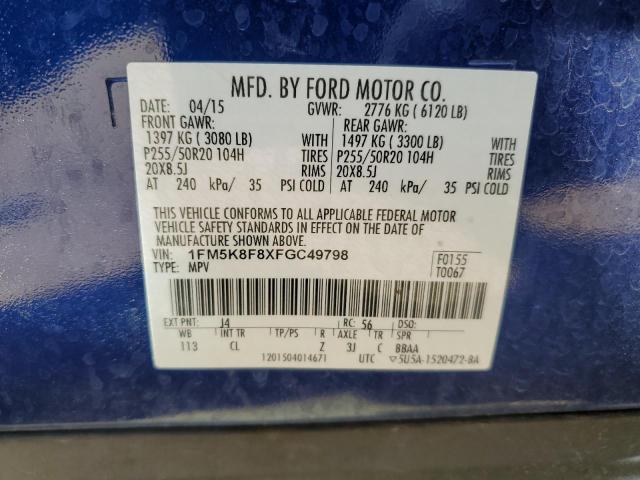 MFD. BY FORD MOTOR CO.
DATE: 04/15 GVWR: 2776 KG ( 6120 LB)
FRONT GAWR: REAR GAWR:
1397 KG ( 3080 LB) WITH 1497 KG ( 3300 LB) WITH
P255/50R20 104H TIRES P255/50R20 104H TIRES
20X8.5J RIMS 20X8.5J RIMS
AT 240 kPa/ 35 PSI COLD AT 240 kPa/ 35 PSI COLD
THIS VEHICLE CONFORMS TO ALL APPLICABLE FEDERAL MOTOR
VEHICLE SAFETY STANDARDS IN EFFECT ON THE DATE OF
MANUFACTURE SHOWN ABOVE.
VIN: 1FM5K8F8XFGC49798 F0155
TYPE: MPV T0067
EXT PNT: J4 RC: 56 DSO:
WB INT TR TP/PS R AXLE TR SPR
113 CL Z 3J C BBAA
1201504014671 UTC ▽5U5A-1520472-BA